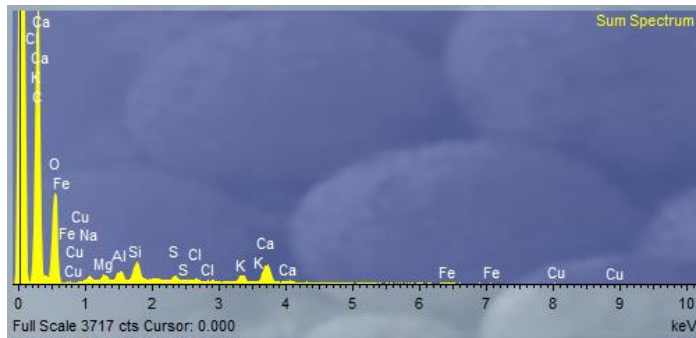 Sum Spectrum
Ca
C
Ca
K
C
O
Fe
Cu
Fe Na
Cu
Cu
Mg Al Si
S Cl
S Cl
K K
Ca
Ca
Fe Fe Cu Cu
0 1 2 3 4 5 6 7 8 9 10
Full Scale 3717 cts Cursor: 0.000 keV